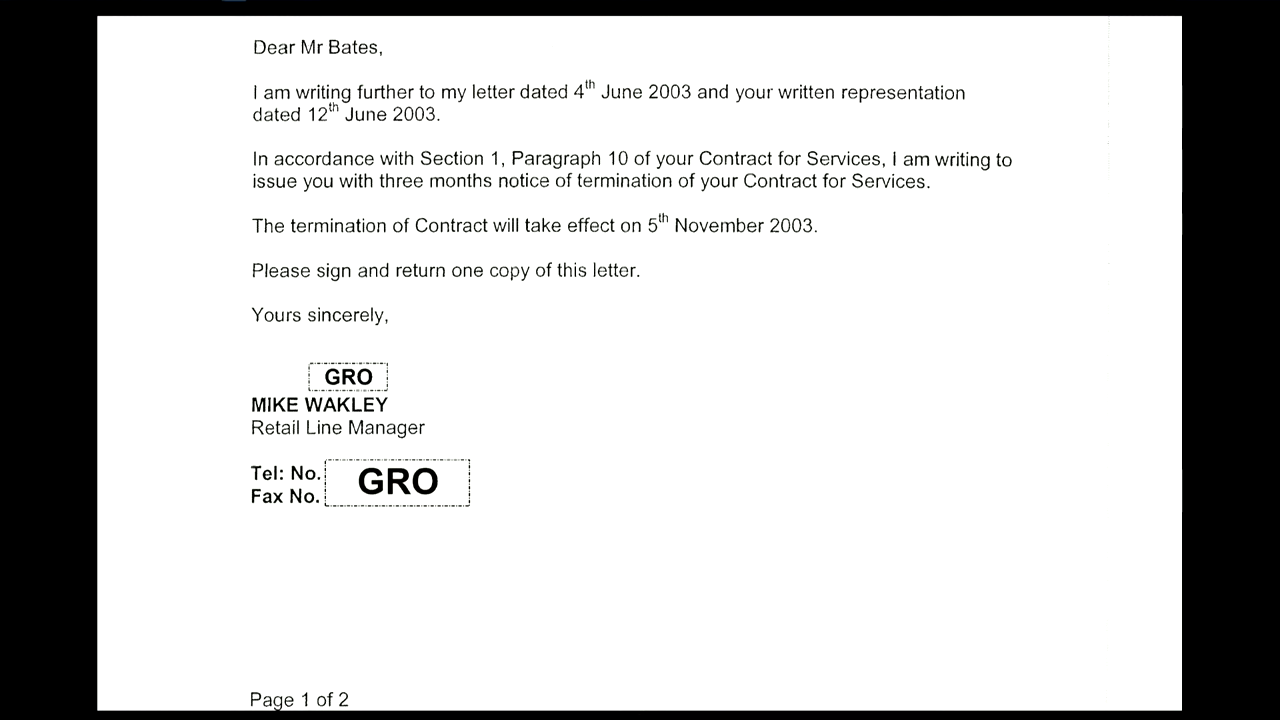 Dear Mr Bates,
I am writing further to my letter dated 4th June 2003 and your written representation
dated 12th June 2003.
In accordance with Section 1, Paragraph 10 of your Contract for Services, I am writing to
issue you with three months notice of termination of your Contract for Services.
The termination of Contract will take effect on 5th November 2003.
Please sign and return one copy of this letter.
Yours sincerely,
GRO
MIKE WAKLEY
Retail Line Manager
Tel: No.
Fax No.
GRO
Page 1 of 2